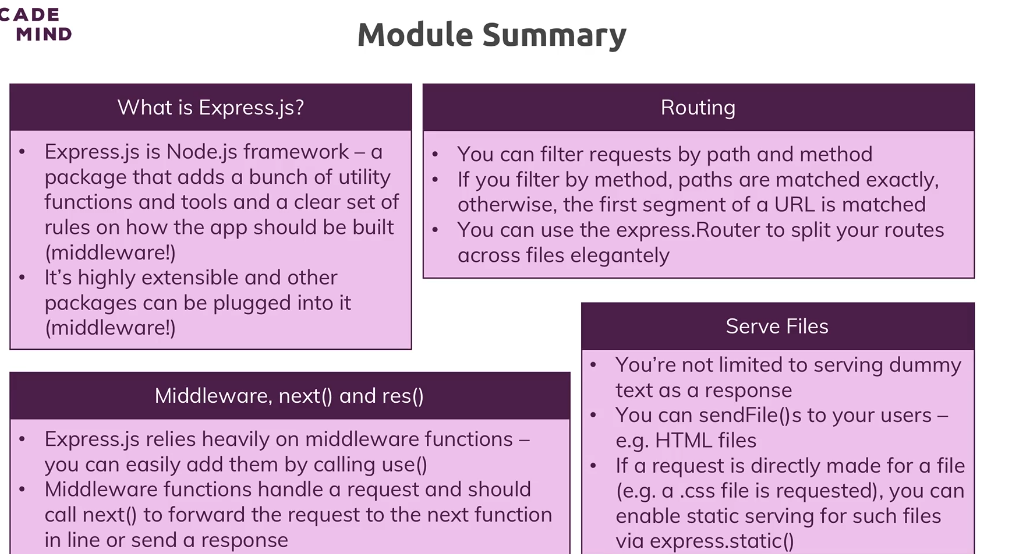 CADE
MIND
Module Summary
What is Express.js?
• Express.js is Node.js framework – a
package that adds a bunch of utility
functions and tools and a clear set of
rules on how the app should be built
(middleware!)
• It's highly extensible and other
packages can be plugged into it
(middleware!)
Routing
• You can filter requests by path and method
• If you filter by method, paths are matched exactly,
otherwise, the first segment of a URL is matched
• You can use the express.Router to split your routes
across files elegantely
Middleware, next() and res()
• Express.js relies heavily on middleware functions –
you can easily add them by calling use()
• Middleware functions handle a request and should
call next() to forward the request to the next function
in line or send a response
Serve Files
• You're not limited to serving dummy
text as a response
• You can sendFile()s to your users –
e.g. HTML files
• If a request is directly made for a file
(e.g. a .css file is requested), you can
enable static serving for such files
via express.static()